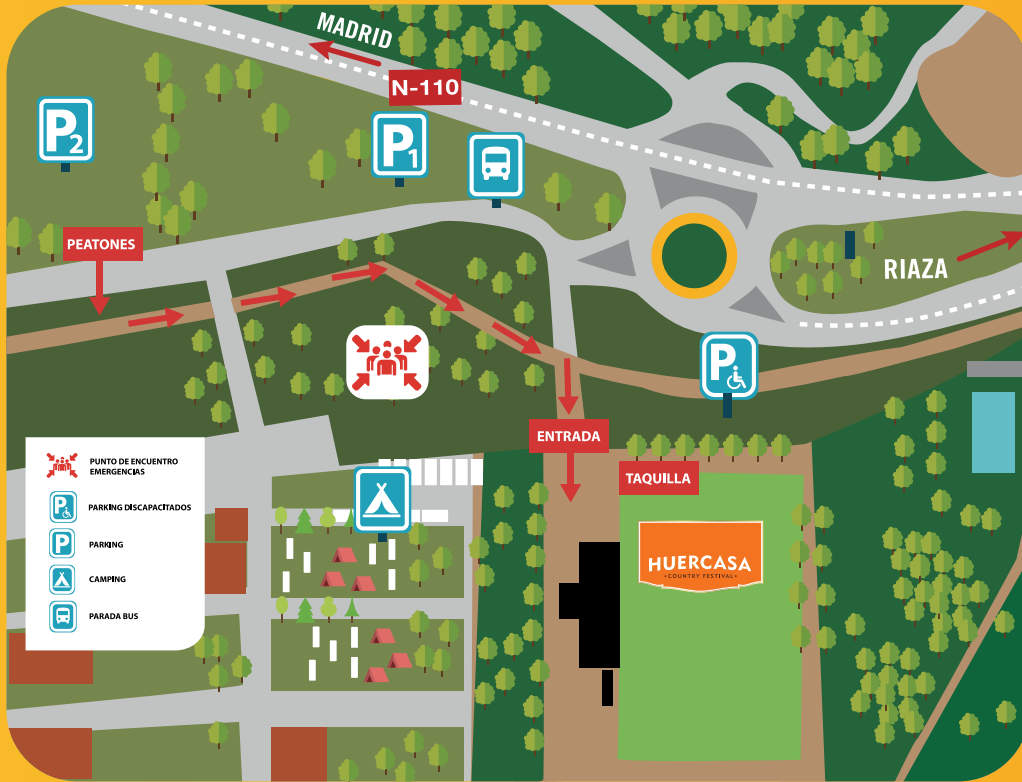 MADRID
N-110
P2
P1
PEATONES
RIAZA
P
ENTRADA
TAQUILLA
HUERCASA
•COUNTRY FESTIVAL•
PUNTO DE ENCUENTRO
EMERGENCIAS
P
PARKING DISCAPACITADOS
P
PARKING
CAMPING
PARADA BUS